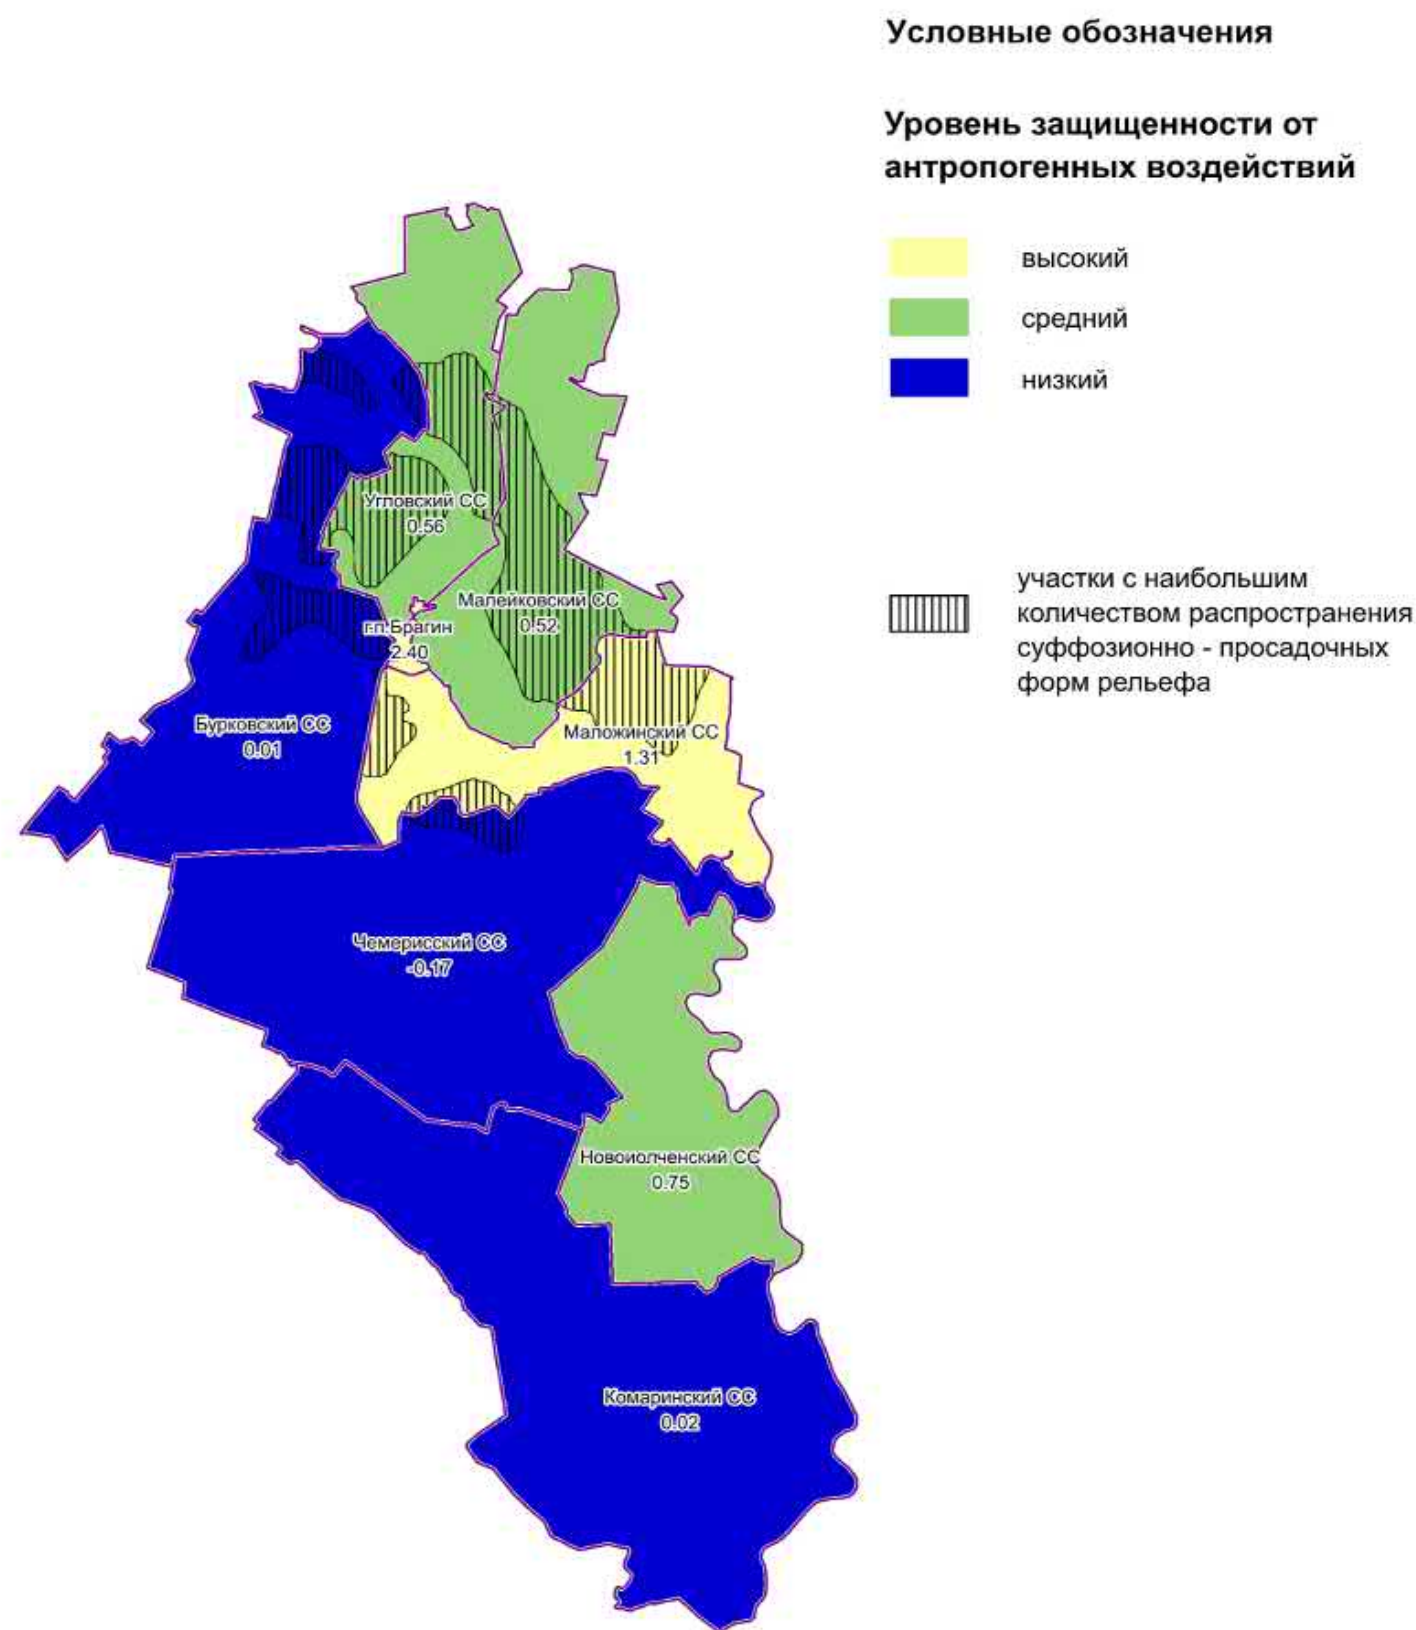 Условные обозначения
Уровень защищенности от
антропогенных воздействий
высокий
средний
низкий
участки с наибольшим
количеством распространения
суффозионно - просадочных
форм рельефа
Угловский СС
0.56
Малейковский СС
0.52
г.п.Брагин
2.40
Бурковский СС
0.01
Маложинский СС
1.31
Чемерисский СС
-0.17
Новоиолченский СС
0.75
Комаринский СС
0.02